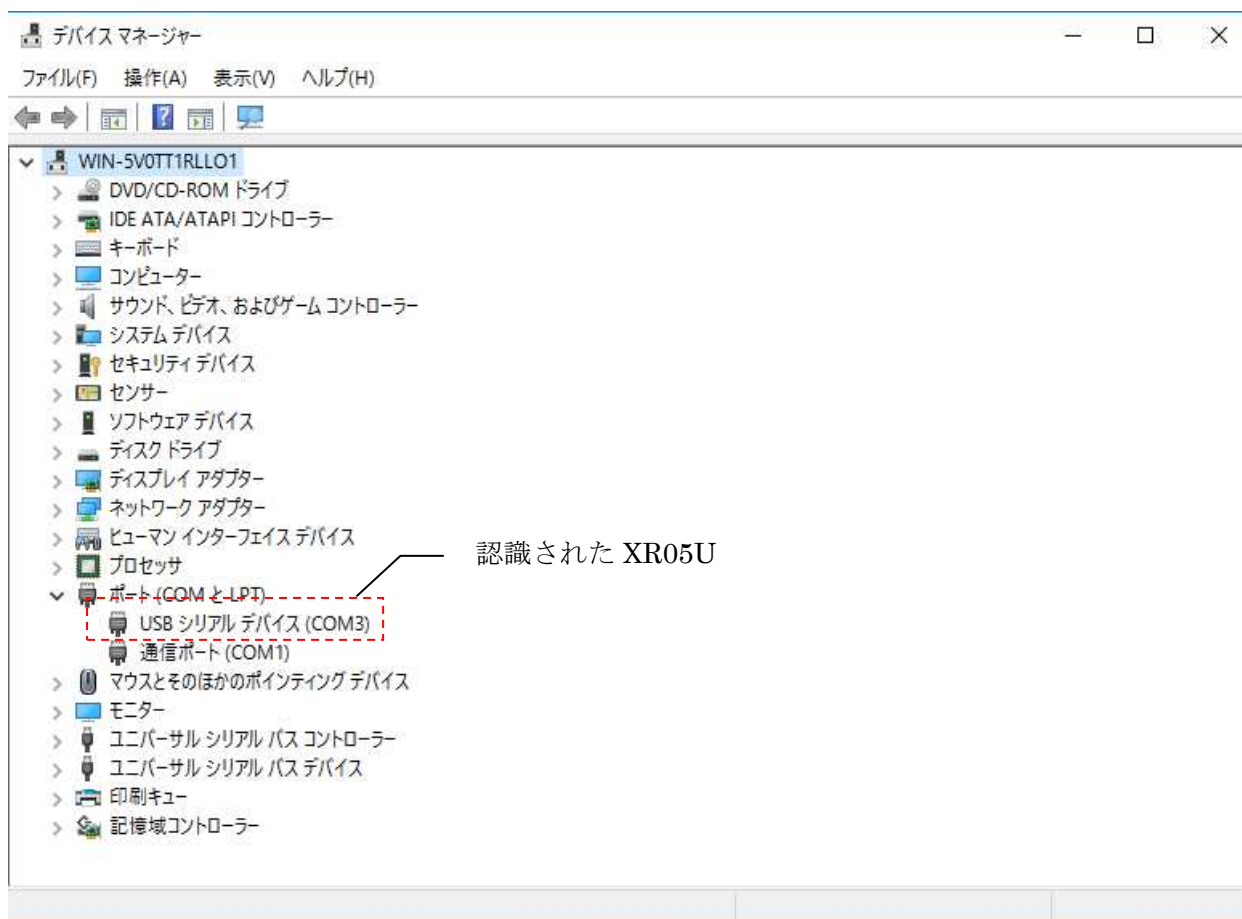 デバイス マネージャー
ファイル(F) 操作(A) 表示(V) ヘルプ(H)
WIN-5V0TT1RLLO1
DVD/CD-ROM ドライブ
IDE ATA/ATAPI コントローラー
キーボード
コンピューター
サウンド、ビデオ、およびゲーム コントローラー
システム デバイス
セキュリティ デバイス
センサー
ソフトウェア デバイス
ディスク ドライブ
ディスプレイ アダプター
ネットワーク アダプター
ヒューマン インターフェイス デバイス
認識された XR05U
プロセッサ
ポート (COM と LPT)
USB シリアル デバイス (COM3)
通信ポート (COM1)
マウスとそのほかのポインティング デバイス
モニター
ユニバーサル シリアル バス コントローラー
ユニバーサル シリアル バス デバイス
印刷キュー
記憶域コントローラー